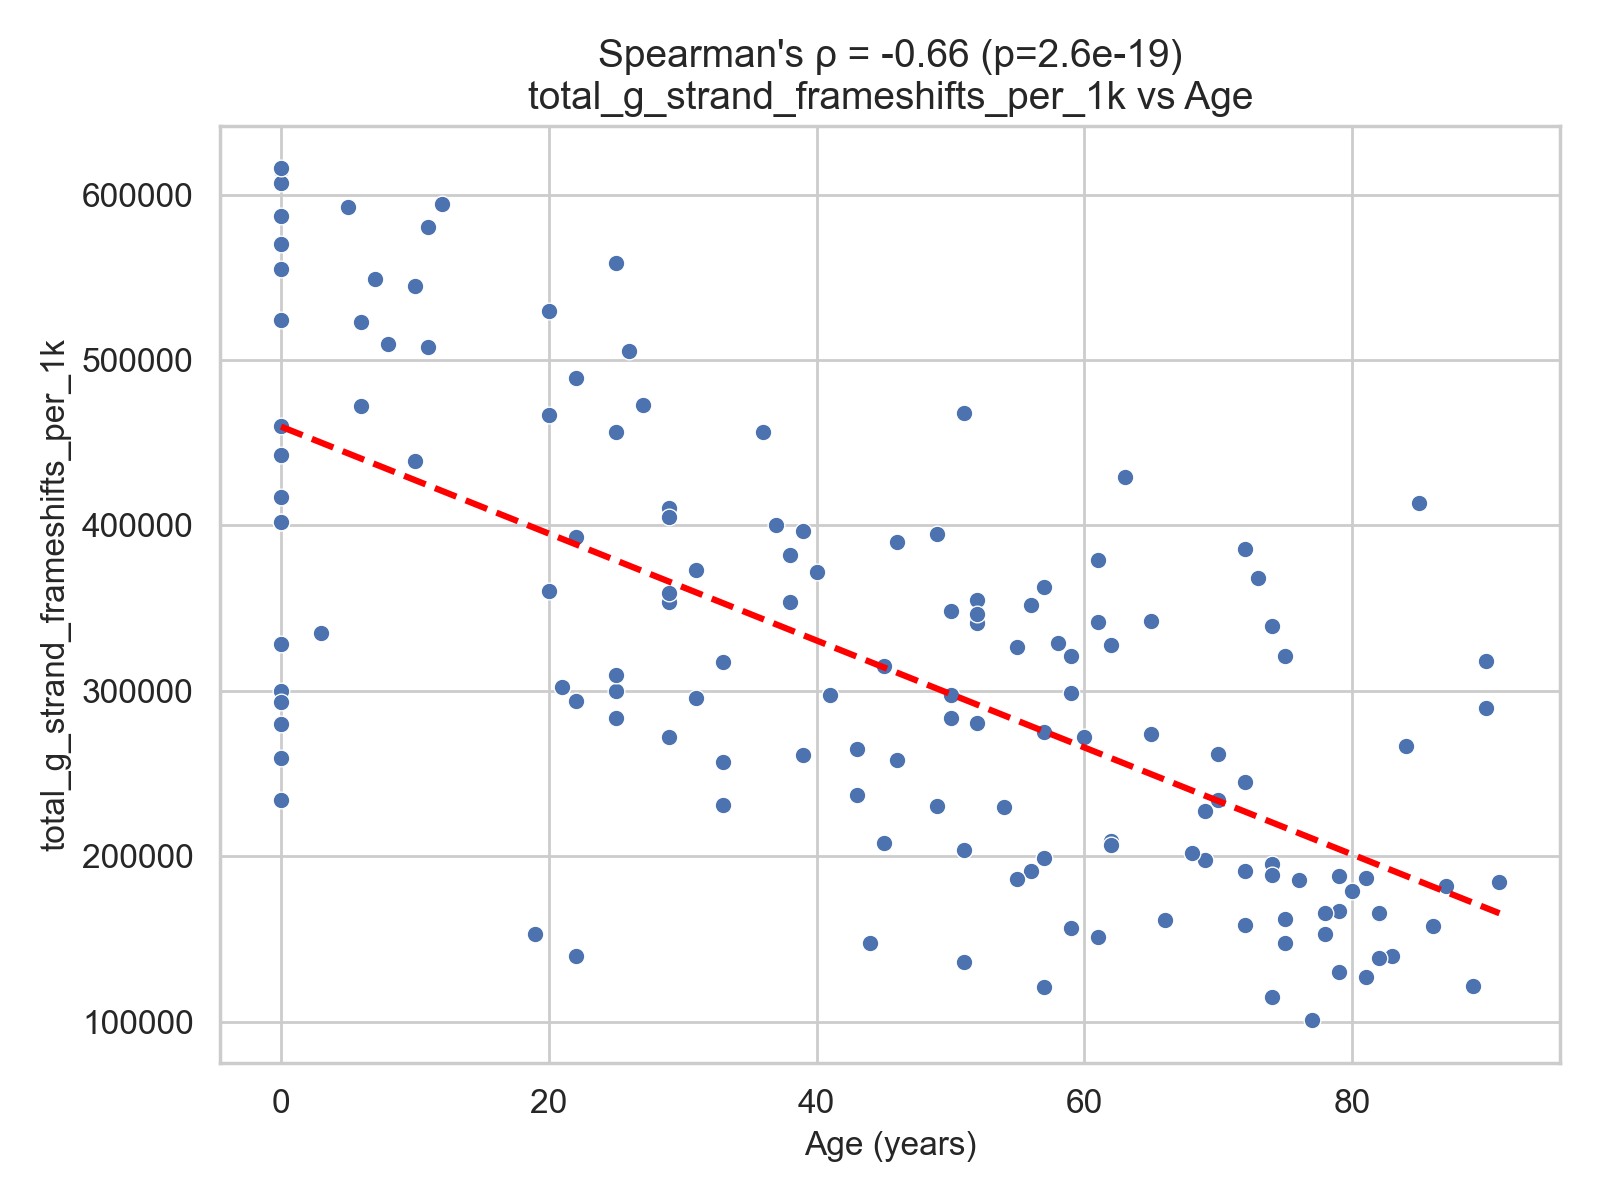 Spearman's ρ = -0.66 (p=2.6e-19)
total_g_strand_frameshifts_per_1k vs Age
total_g_strand_frameshifts_per_1k
600000
500000
400000
300000
200000
100000
0 20 40 60 80
Age (years)